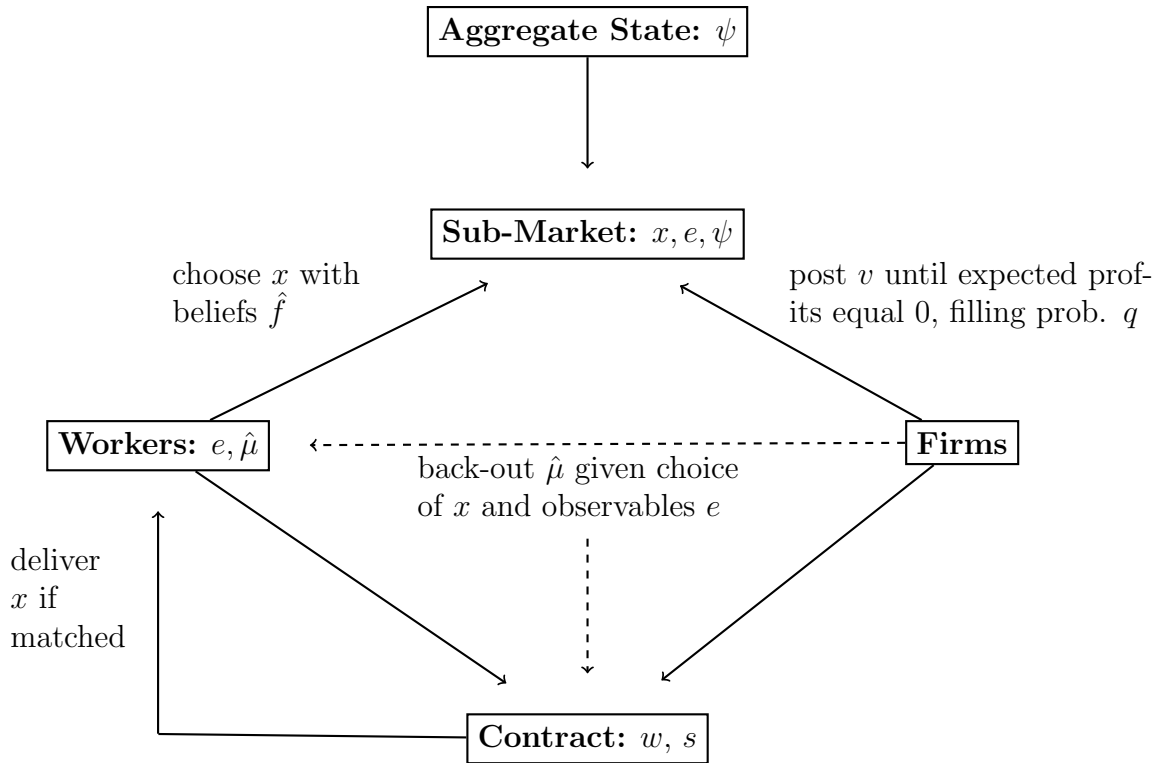 Aggregate State: ψ
Sub-Market: x, e, ψ
choose x with
beliefs f̂
post v until expected prof-
its equal 0, filling prob. q
Workers: e, μ̂
Firms
back-out μ̂ given choice
of x and observables e
deliver
x if
matched
Contract: w, s